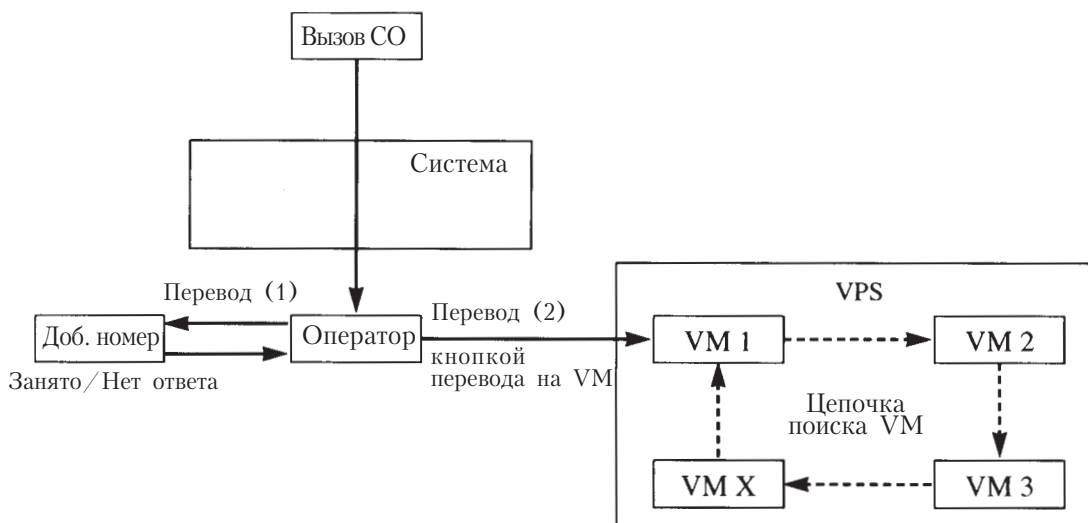 Вызов СО
Система
VPS
Перевод (1)
Перевод (2)
Доб. номер
Оператор
VM 1
VM 2
Занято/Нет ответа
кнопкой
перевода на VM
Цепочка
поиска VM
VM X
VM 3